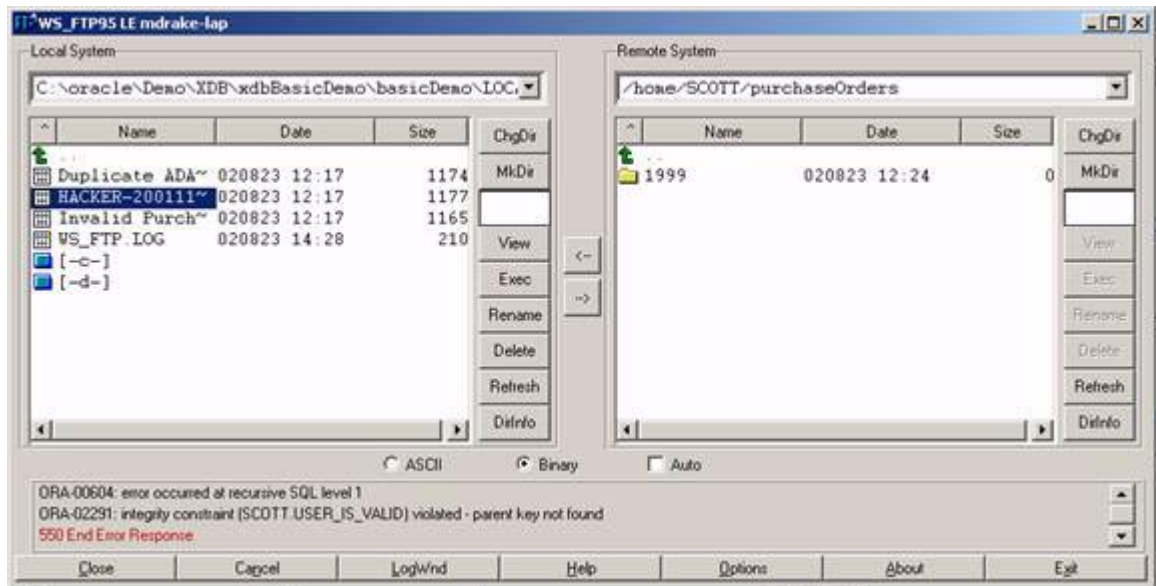 WS_FTP95 LE mdrake-lap
Local System
Remote System
C:\oracle\Demo\XDB\xdbBasicDemo\basicDemo\LOC
/home/SCOTT/purchaseOrders
^ Name Date Size
^ Name Date Size
..
Duplicate ADA~ 020823 12:17 1174
HACKER-200111~ 020823 12:17 1177
Invalid Purch~ 020823 12:17 1165
WS_FTP.LOG 020823 14:28 210
[-c-]
[-d-]
ChgDir
MkDir
View
Exec
Rename
Delete
Refresh
DirInfo
<--
-->
..
1999 020823 12:24 0
ChgDir
MkDir
View
Exec
Rename
Delete
Refresh
DirInfo
ASCII Binary Auto
ORA-00604: error occurred at recursive SQL level 1
ORA-02291: integrity constraint (SCOTT.USER_IS_VALID) violated - parent key not found
550 End Error Response
Close Cancel LogWnd Help Options About Exit